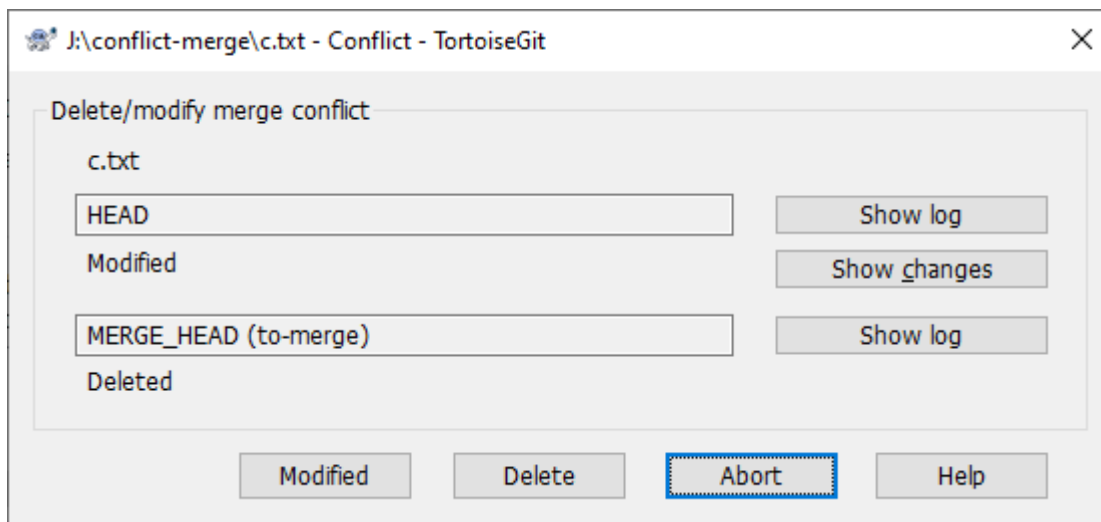 J:\conflict-merge\c.txt - Conflict - TortoiseGit
Delete/modify merge conflict
c.txt
HEAD
Show log
Modified
Show changes
MERGE_HEAD (to-merge)
Show log
Deleted
Modified
Delete
Abort
Help